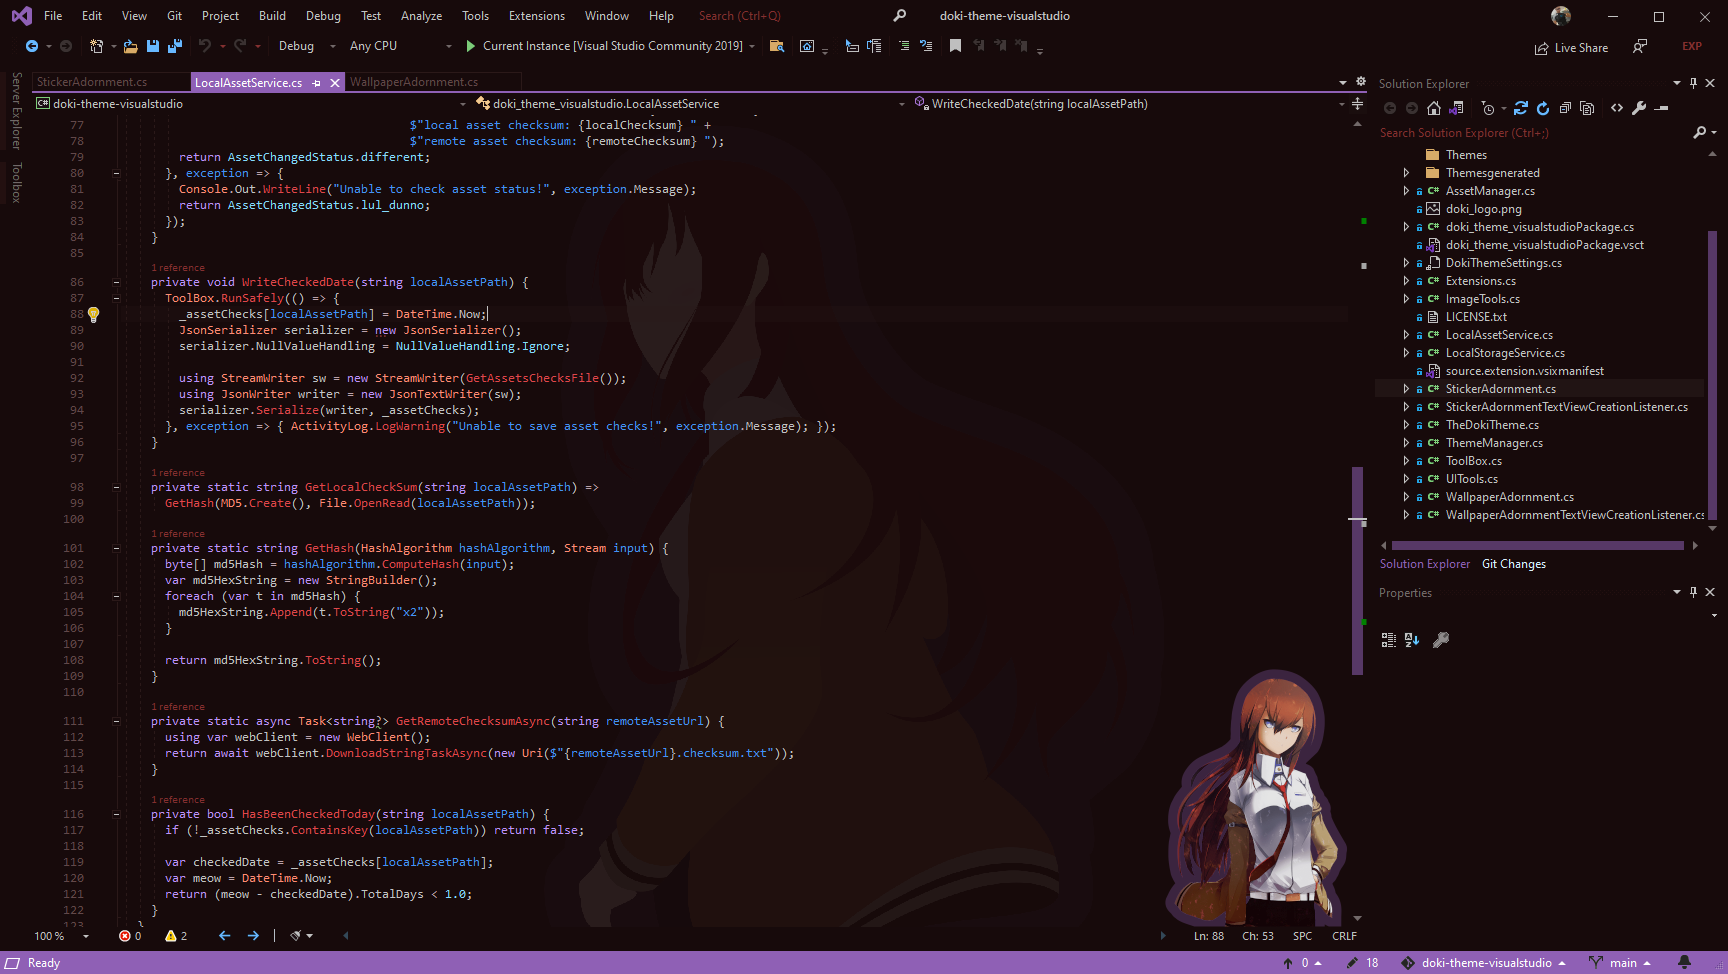 File Edit View Git Project Build Debug Test Analyze Tools Extensions Window Help Search (Ctrl+Q) doki-theme-visualstudio
Debug Any CPU Current Instance [Visual Studio Community 2019] Live Share EXP
Server Explorer
Toolbox
StickerAdornment.cs LocalAssetService.cs WallpaperAdornment.cs
doki-theme-visualstudio doki_theme_visualstudio.LocalAssetService WriteCheckedDate(string localAssetPath)
77 $"local asset checksum: {localChecksum} " +
78 $"remote asset checksum: {remoteChecksum} ");
79 return AssetChangedStatus.different;
80 }, exception => {
81 Console.Out.WriteLine("Unable to check asset status!", exception.Message);
82 return AssetChangedStatus.lul_dunno;
83 });
84 }
85
1 reference
86 private void WriteCheckedDate(string localAssetPath) {
87 ToolBox.RunSafely(() => {
88 _assetChecks[localAssetPath] = DateTime.Now;
89 JsonSerializer serializer = new JsonSerializer();
90 serializer.NullValueHandling = NullValueHandling.Ignore;
91
92 using StreamWriter sw = new StreamWriter(GetAssetsChecksFile());
93 using JsonWriter writer = new JsonTextWriter(sw);
94 serializer.Serialize(writer, _assetChecks);
95 }, exception => { ActivityLog.LogWarning("Unable to save asset checks!", exception.Message); });
96 }
97
1 reference
98 private static string GetLocalCheckSum(string localAssetPath) =>
99 GetHash(MD5.Create(), File.OpenRead(localAssetPath));
100
1 reference
101 private static string GetHash(HashAlgorithm hashAlgorithm, Stream input) {
102 byte[] md5Hash = hashAlgorithm.ComputeHash(input);
103 var md5HexString = new StringBuilder();
104 foreach (var t in md5Hash) {
105 md5HexString.Append(t.ToString("x2"));
106 }
107
108 return md5HexString.ToString();
109 }
110
1 reference
111 private static async Task<string?> GetRemoteChecksumAsync(string remoteAssetUrl) {
112 using var webClient = new WebClient();
113 return await webClient.DownloadStringTaskAsync(new Uri($"{remoteAssetUrl}.checksum.txt"));
114 }
115
1 reference
116 private bool HasBeenCheckedToday(string localAssetPath) {
117 if (!_assetChecks.ContainsKey(localAssetPath)) return false;
118
119 var checkedDate = _assetChecks[localAssetPath];
120 var meow = DateTime.Now;
121 return (meow - checkedDate).TotalDays < 1.0;
122 }
123 }
100 % 0 2 Ln: 88 Ch: 53 SPC CRLF
Solution Explorer
Search Solution Explorer (Ctrl+;)
Themes
Themesgenerated
C# AssetManager.cs
doki_logo.png
C# doki_theme_visualstudioPackage.cs
doki_theme_visualstudioPackage.vsct
DokiThemeSettings.cs
C# Extensions.cs
C# ImageTools.cs
LICENSE.txt
C# LocalAssetService.cs
C# LocalStorageService.cs
source.extension.vsixmanifest
C# StickerAdornment.cs
C# StickerAdornmentTextViewCreationListener.cs
C# TheDokiTheme.cs
C# ThemeManager.cs
C# ToolBox.cs
C# UITools.cs
C# WallpaperAdornment.cs
C# WallpaperAdornmentTextViewCreationListener.cs
Solution Explorer Git Changes
Properties
Ready 0 18 doki-theme-visualstudio main